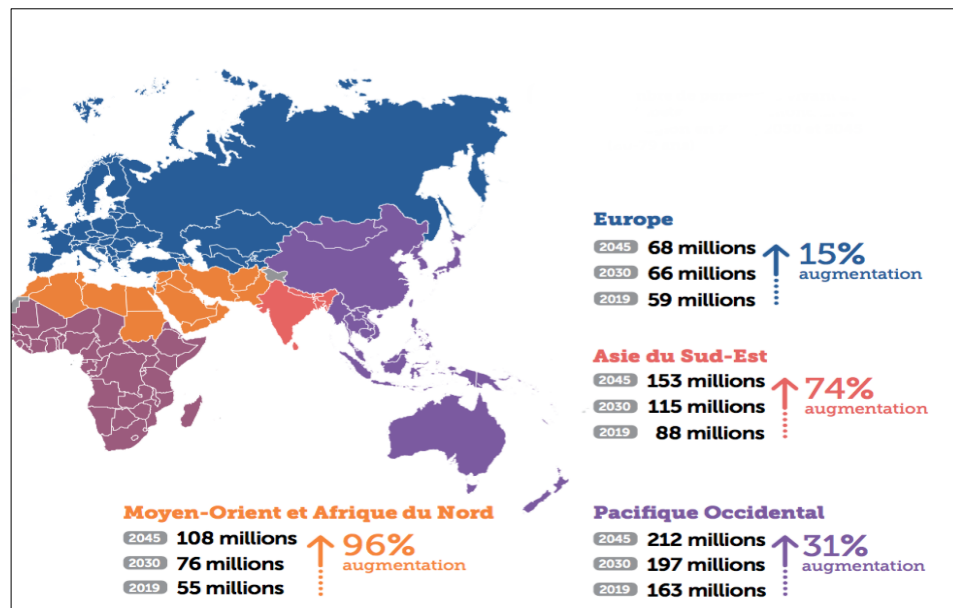 Europe
2045 68 millions
2030 66 millions
2019 59 millions
15%
augmentation
Asie du Sud-Est
2045 153 millions
2030 115 millions
2019 88 millions
74%
augmentation
Moyen-Orient et Afrique du Nord
2045 108 millions
2030 76 millions
2019 55 millions
96%
augmentation
Pacifique Occidental
2045 212 millions
2030 197 millions
2019 163 millions
31%
augmentation